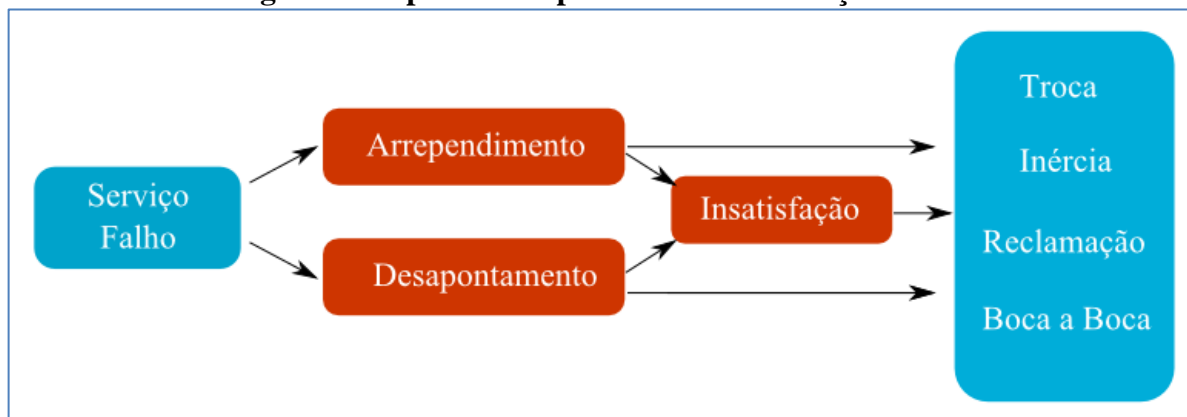 Serviço
Falho
Arrependimento
Desapontamento
Insatisfação
Troca
Inércia
Reclamação
Boca a Boca